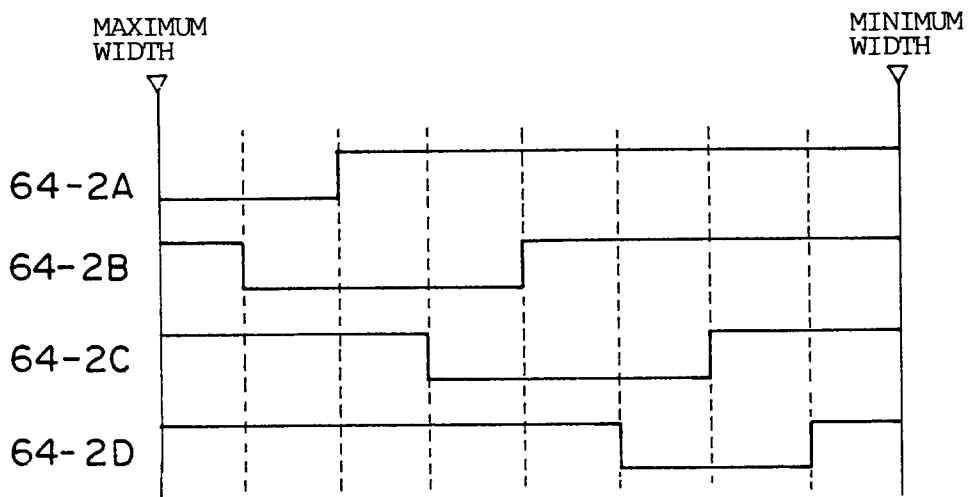 MAXIMUM
WIDTH
MINIMUM
WIDTH
64-2A
64-2B
64-2C
64-2D